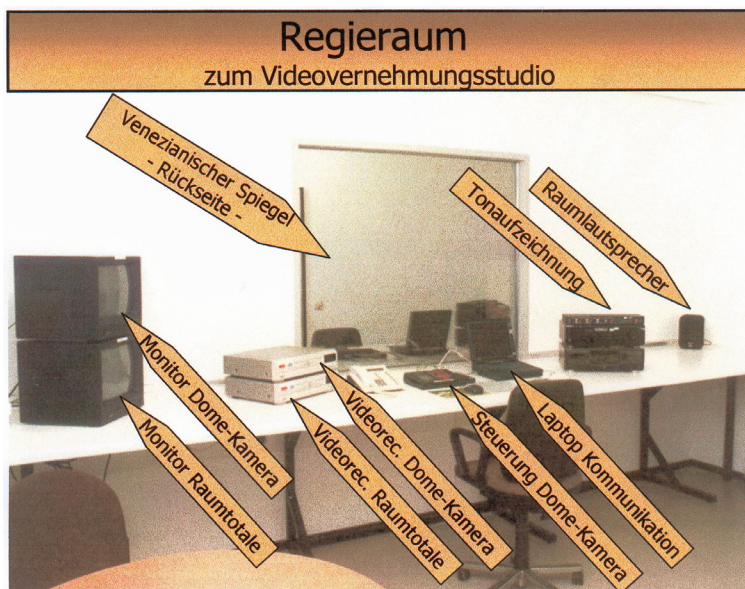 Regieraum
zum Videovernehmungsstudio
Venezianischer Spiegel
- Rückseite -
Tonaufzeichnung
Raumlautsprecher
Monitor Dome-Kamera
Monitor Raumtotale
Videorec. Dome-Kamera
Videorec. Raumtotale
Steuerung Dome-Kamera
Laptop Kommunikation